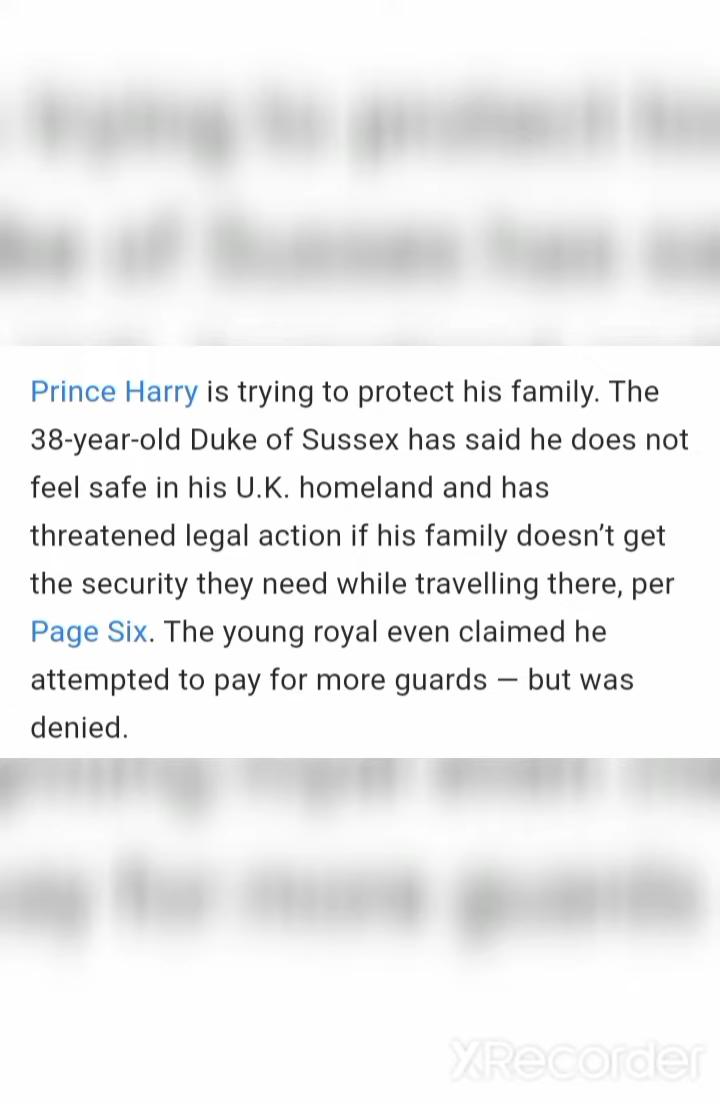 Prince Harry is trying to protect his family. The
38-year-old Duke of Sussex has said he does not
feel safe in his U.K. homeland and has
threatened legal action if his family doesn’t get
the security they need while travelling there, per
Page Six. The young royal even claimed he
attempted to pay for more guards — but was
denied.
XRecorder